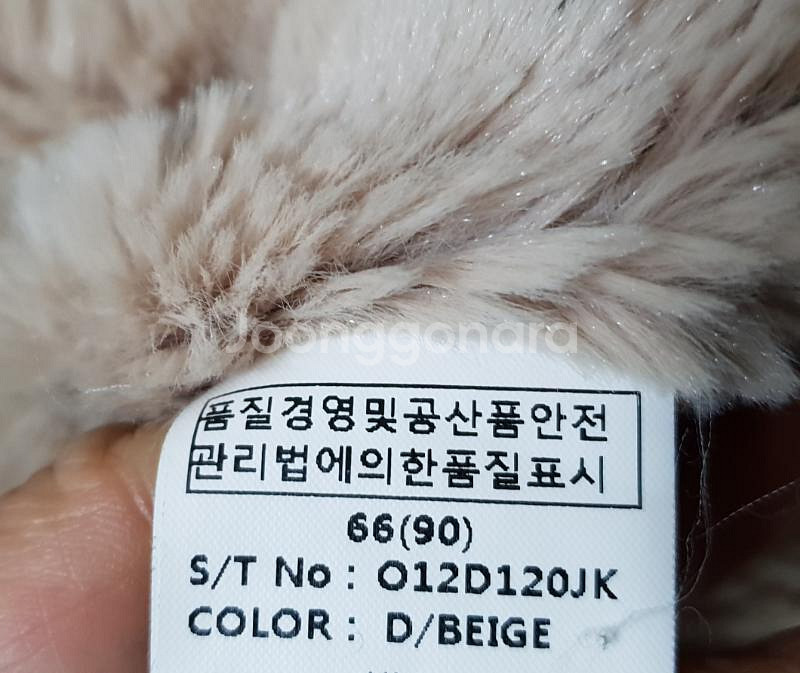 Joonggonara
품질경영및공산품안전
관리법에의한품질표시
66(90)
S/T No : O12D120JK
COLOR : D/BEIGE